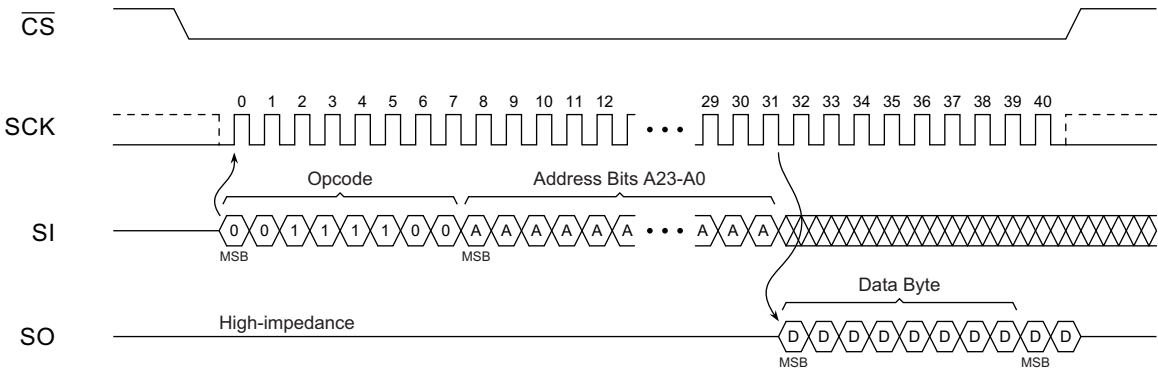 CS
0 1 2 3 4 5 6 7 8 9 10 11 12 29 30 31 32 33 34 35 36 37 38 39 40
SCK
Opcode Address Bits A23-A0
SI 0 0 1 1 1 1 0 0 A A A A A A A A A
MSB MSB
Data Byte
High-impedance
SO D D D D D D D D D D
MSB MSB